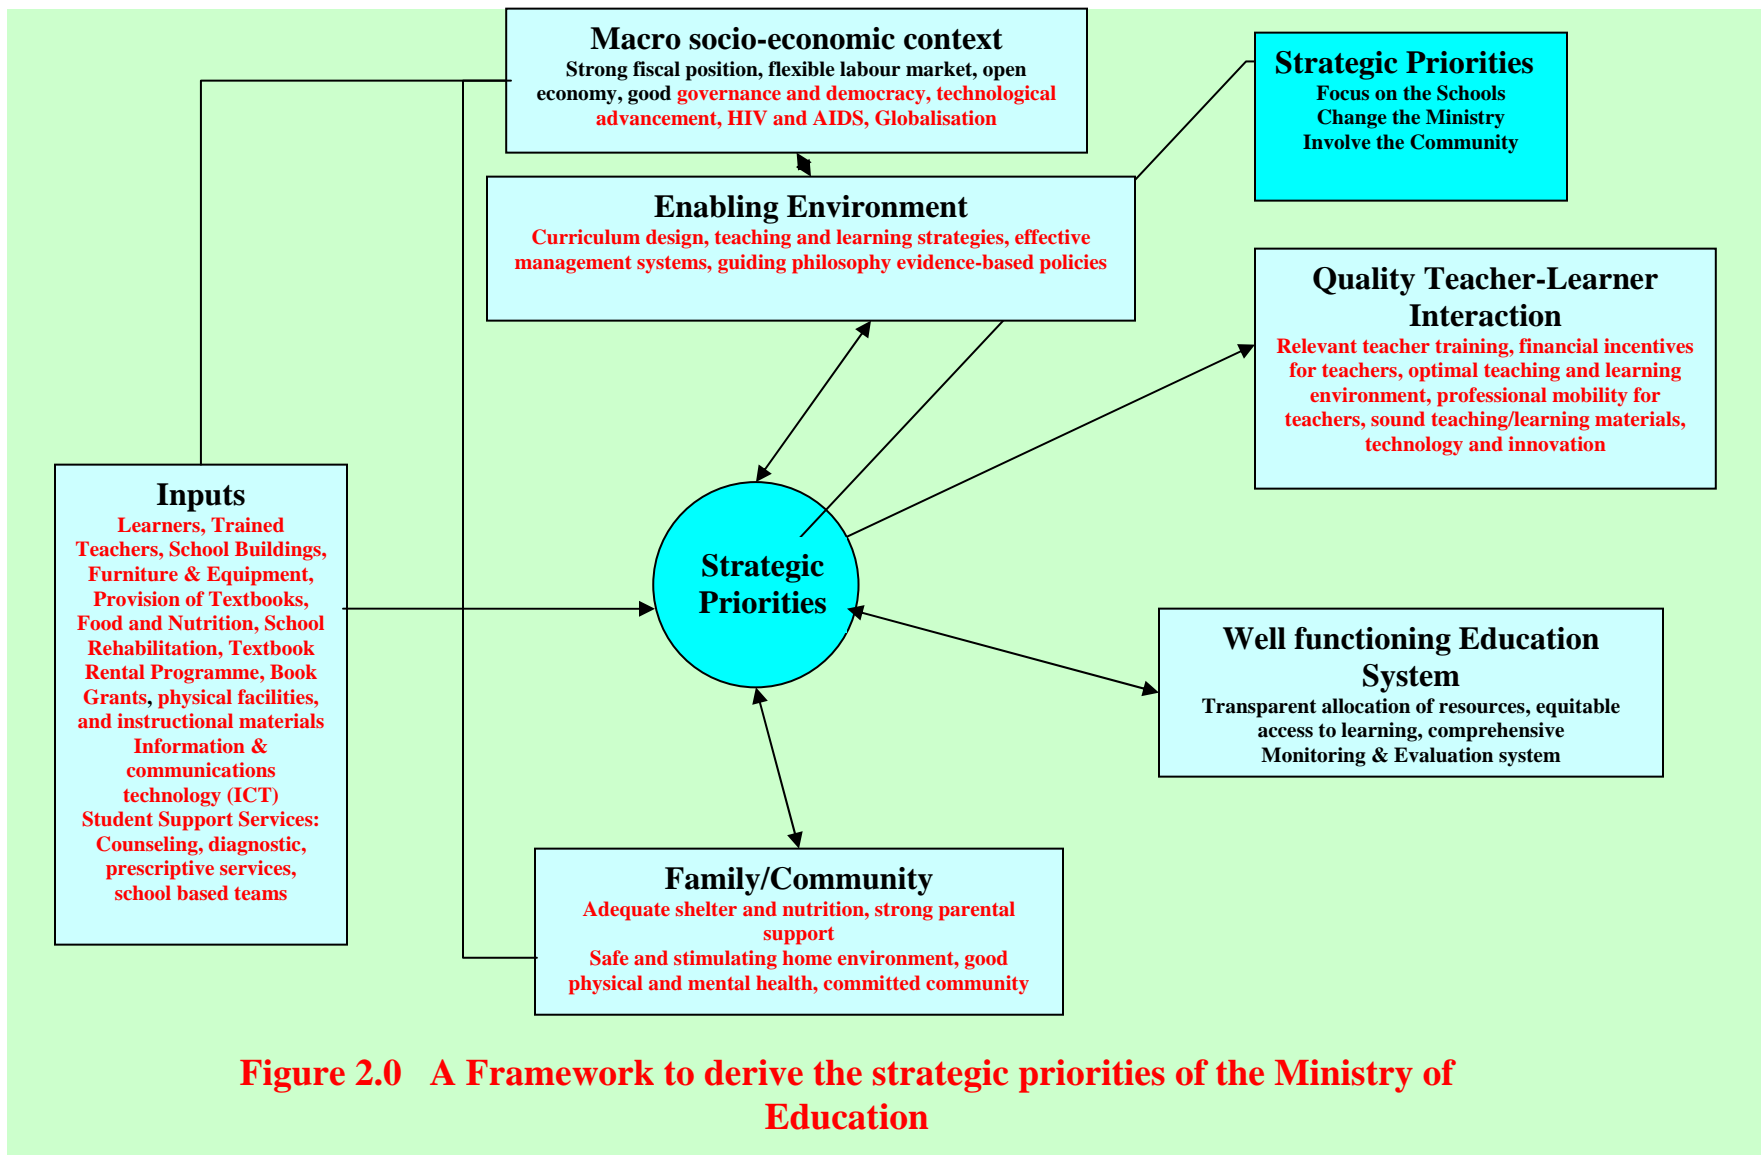 Macro socio-economic context
Strong fiscal position, flexible labour market, open
economy, good governance and democracy, technological
advancement, HIV and AIDS, Globalisation
Strategic Priorities
Focus on the Schools
Change the Ministry
Involve the Community
Enabling Environment
Curriculum design, teaching and learning strategies, effective
management systems, guiding philosophy evidence-based policies
Quality Teacher-Learner
Interaction
Relevant teacher training, financial incentives
for teachers, optimal teaching and learning
environment, professional mobility for
teachers, sound teaching/learning materials,
technology and innovation
Inputs
Learners, Trained
Teachers, School Buildings,
Furniture & Equipment,
Provision of Textbooks,
Food and Nutrition, School
Rehabilitation, Textbook
Rental Programme, Book
Grants, physical facilities,
and instructional materials
Information &
communications
technology (ICT)
Student Support Services:
Counseling, diagnostic,
prescriptive services,
school based teams
Strategic
Priorities
Well functioning Education
System
Transparent allocation of resources, equitable
access to learning, comprehensive
Monitoring & Evaluation system
Family/Community
Adequate shelter and nutrition, strong parental
support
Safe and stimulating home environment, good
physical and mental health, committed community
Figure 2.0 A Framework to derive the strategic priorities of the Ministry of
Education